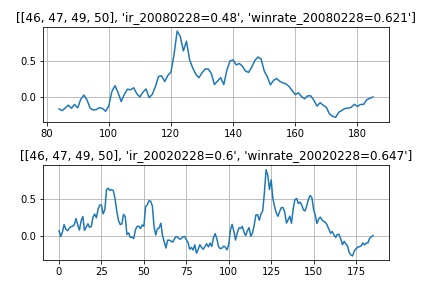 [[46, 47, 49, 50], 'ir_20080228=0.48', 'winrate_20080228=0.621']
0.5
0.0
80 100 120 140 160 180
[[46, 47, 49, 50], 'ir_20020228=0.6', 'winrate_20020228=0.647']
0.5
0.0
0 25 50 75 100 125 150 175